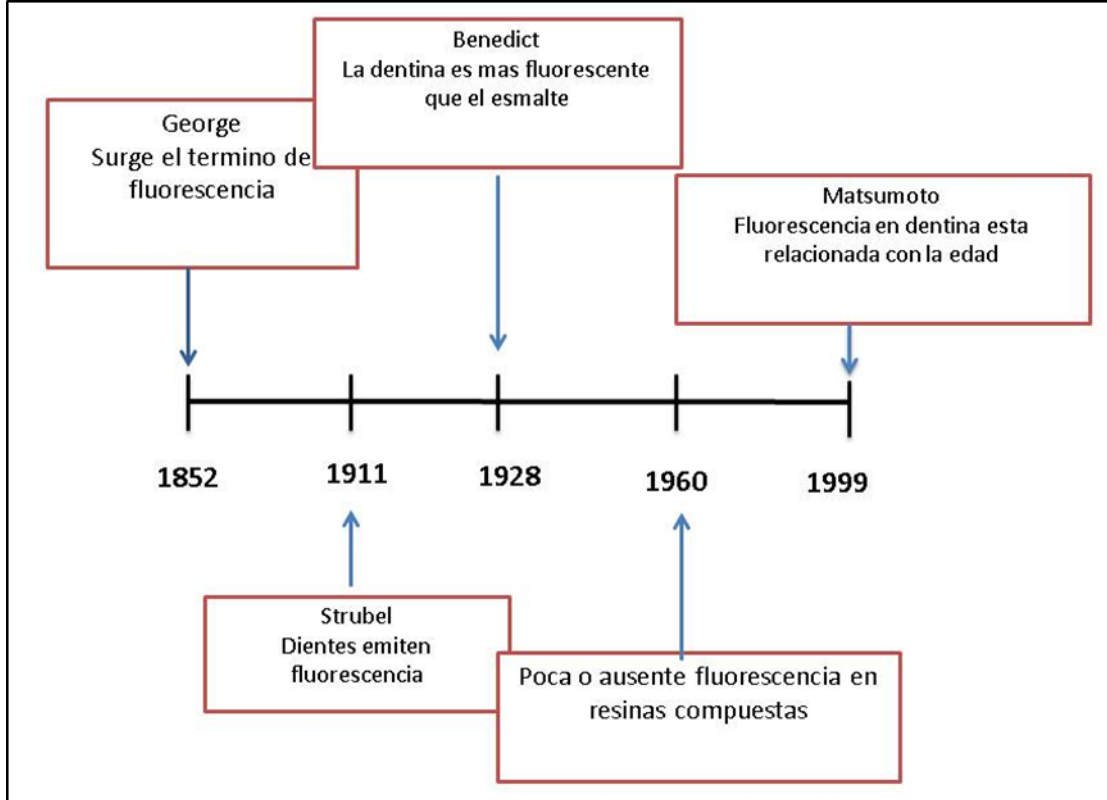 Benedict
La dentina es mas fluorescente
que el esmalte
George
Surge el termino de
fluorescencia
Matsumoto
Fluorescencia en dentina esta
relacionada con la edad
1852
1911
1928
1960
1999
Strubel
Dientes emiten
fluorescencia
Poca o ausente fluorescencia en
resinas compuestas